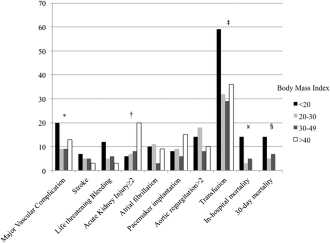 70
60
50
40
30
20
10
0
*
†
‡
x
§
Major Vascular Complication
Stroke
Life threatening Bleeding
Acute Kidney Injury≥2
Atrial fibrillation
Pacemaker implantation
Aortic regurgitation>2
Transfusion
In-hospital mortality
30-day mortality
Body Mass Index
<20
20-30
30-49
>40